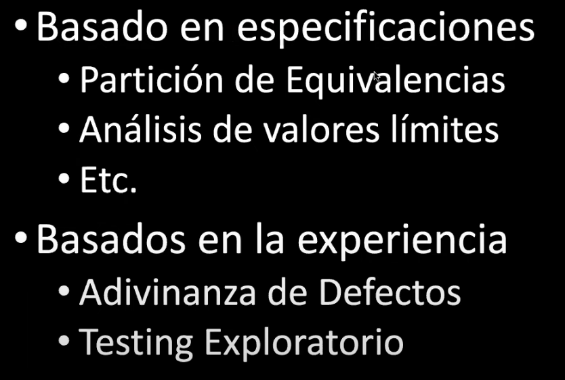 • Basado en especificaciones
• Partición de Equivalencias
• Análisis de valores límites
• Etc.
• Basados en la experiencia
• Adivinanza de Defectos
• Testing Exploratorio